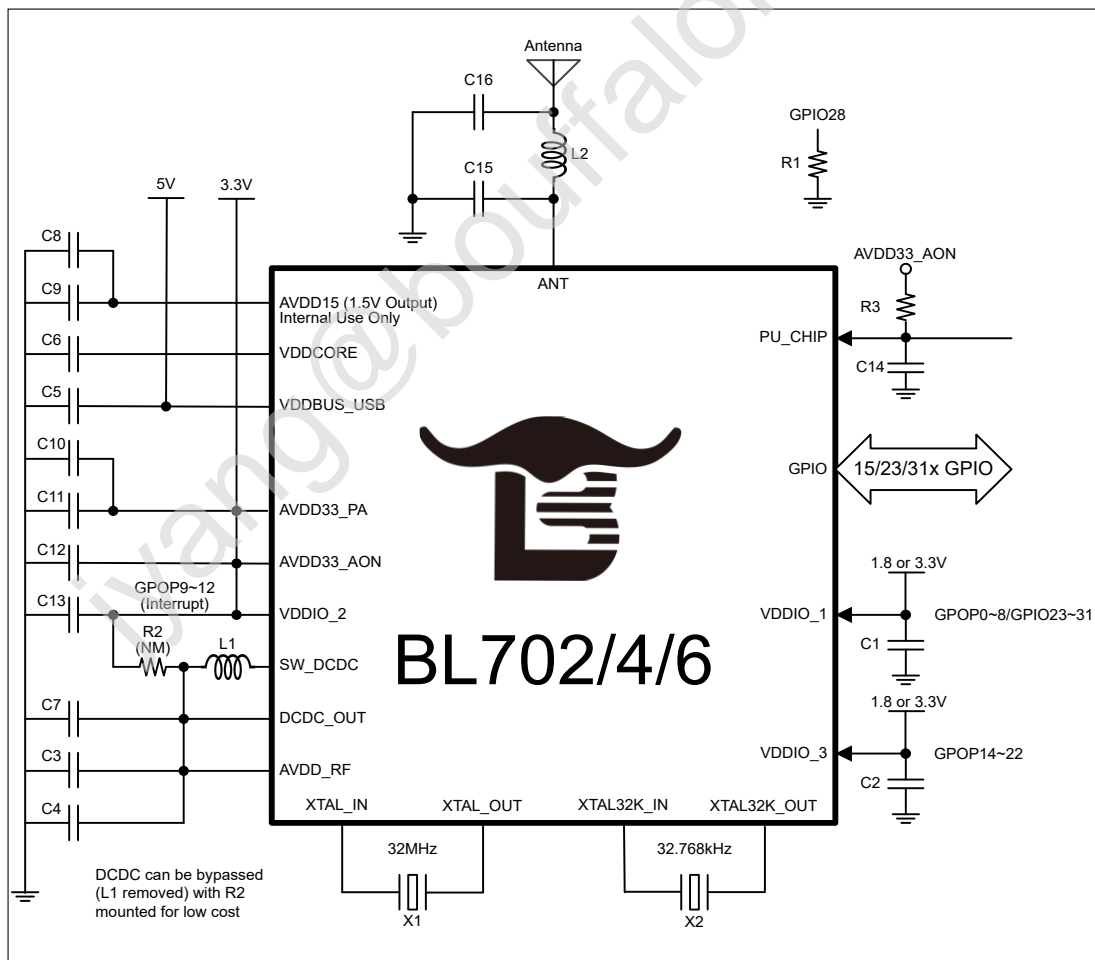 Antenna
C16
L2
C15
GPIO28
R1
5V
3.3V
C8
C9
C6
C5
C10
C11
C12
C13
GPOP9~12
(Interrupt)
R2
(NM)
L1
C7
C3
C4
ANT
AVDD15 (1.5V Output)
Internal Use Only
VDDCORE
VDDBUS_USB
AVDD33_PA
AVDD33_AON
VDDIO_2
SW_DCDC
DCDC_OUT
AVDD_RF
BL702/4/6
AVDD33_AON
R3
PU_CHIP
C14
GPIO
15/23/31x GPIO
1.8 or 3.3V
VDDIO_1
GPOP0~8/GPIO23~31
C1
1.8 or 3.3V
VDDIO_3
GPOP14~22
C2
XTAL_IN
XTAL_OUT
XTAL32K_IN
XTAL32K_OUT
32MHz
X1
32.768kHz
X2
DCDC can be bypassed
(L1 removed) with R2
mounted for low cost
iyang@bouffalo